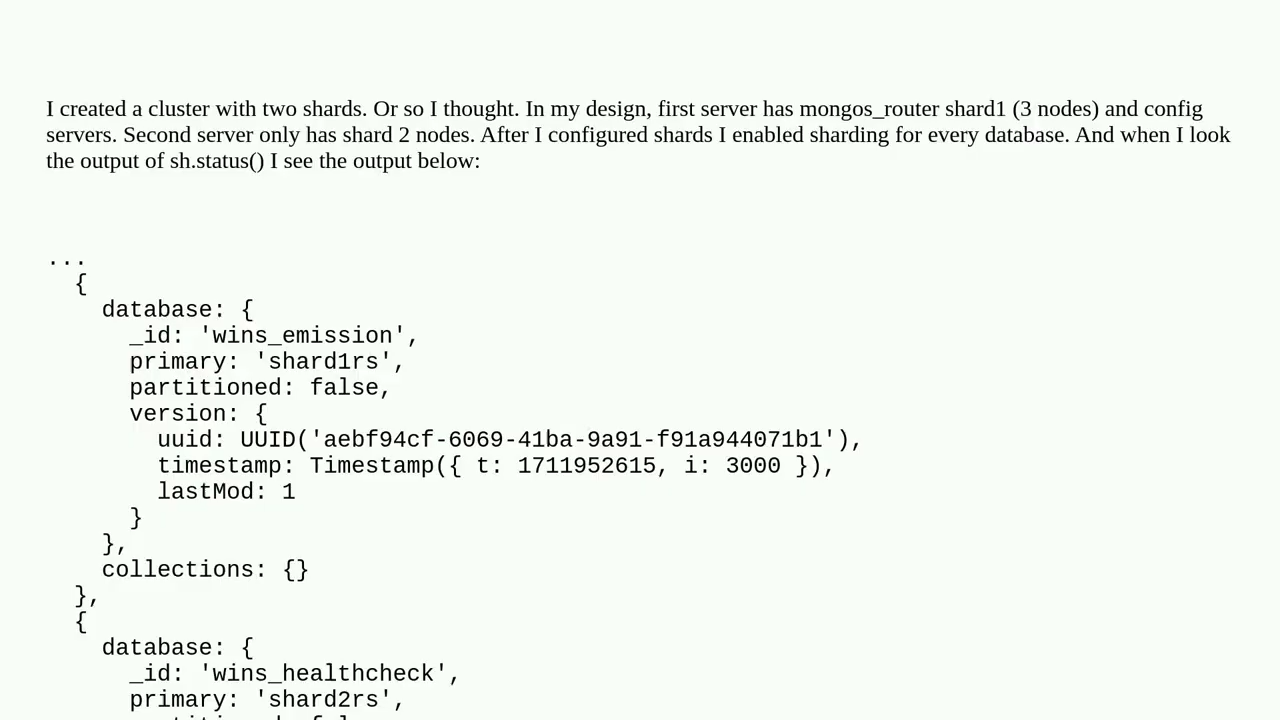 I created a cluster with two shards. Or so I thought. In my design, first server has mongos_router shard1 (3 nodes) and config
servers. Second server only has shard 2 nodes. After I configured shards I enabled sharding for every database. And when I look
the output of sh.status() I see the output below:
...
  {
    database: {
      _id: 'wins_emission',
      primary: 'shard1rs',
      partitioned: false,
      version: {
        uuid: UUID('aebf94cf-6069-41ba-9a91-f91a944071b1'),
        timestamp: Timestamp({ t: 1711952615, i: 3000 }),
        lastMod: 1
      }
    },
    collections: {}
  },
  {
    database: {
      _id: 'wins_healthcheck',
      primary: 'shard2rs',